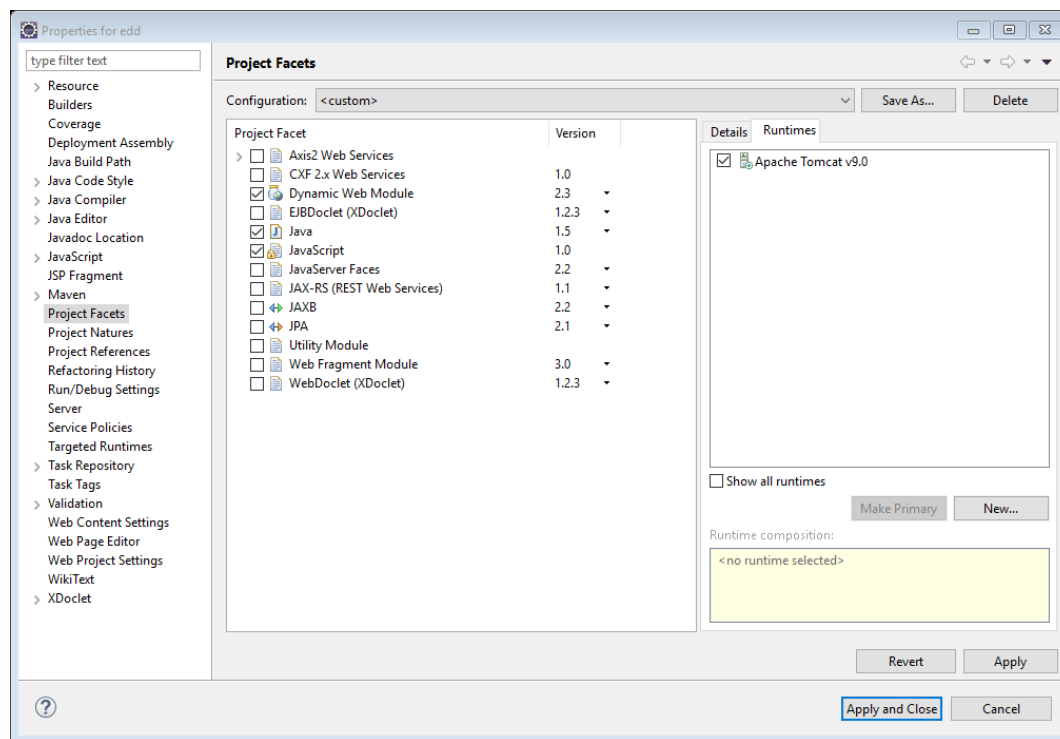 Properties for edd
type filter text
Resource
Builders
Coverage
Deployment Assembly
Java Build Path
Java Code Style
Java Compiler
Java Editor
Javadoc Location
JavaScript
JSP Fragment
Maven
Project Facets
Project Natures
Project References
Refactoring History
Run/Debug Settings
Server
Service Policies
Targeted Runtimes
Task Repository
Task Tags
Validation
Web Content Settings
Web Page Editor
Web Project Settings
WikiText
XDoclet
Project Facets
Configuration: <custom> Save As... Delete
Project Facet Version
Axis2 Web Services
CXF 2.x Web Services 1.0
Dynamic Web Module 2.3
EJBDoclet (XDoclet) 1.2.3
Java 1.5
JavaScript 1.0
JavaServer Faces 2.2
JAX-RS (REST Web Services) 1.1
JAXB 2.2
JPA 2.1
Utility Module
Web Fragment Module 3.0
WebDoclet (XDoclet) 1.2.3
Details Runtimes
Apache Tomcat v9.0
Show all runtimes
Make Primary New...
Runtime composition:
<no runtime selected>
Revert Apply
Apply and Close Cancel